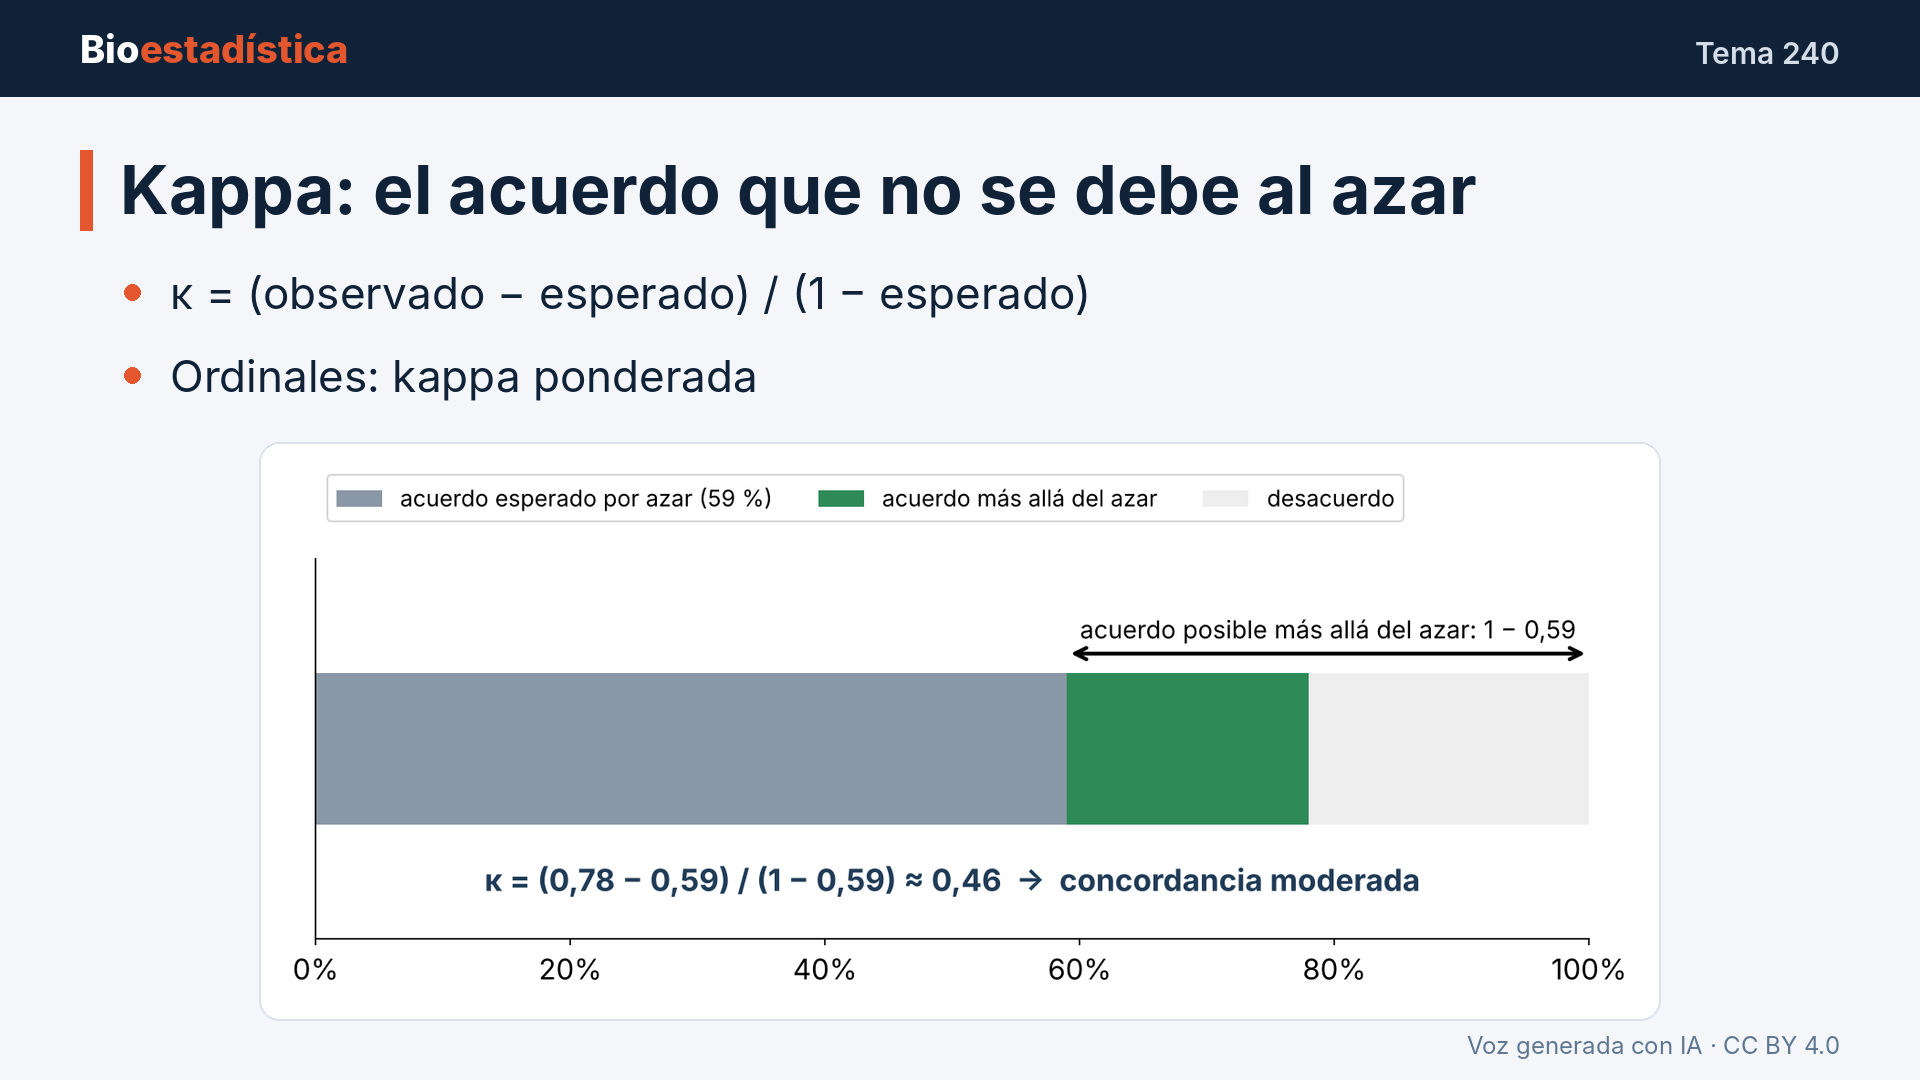 Bioestadística
Tema 240
Kappa: el acuerdo que no se debe al azar
• κ = (observado − esperado) / (1 − esperado)
• Ordinales: kappa ponderada
acuerdo esperado por azar (59 %) acuerdo más allá del azar desacuerdo
acuerdo posible más allá del azar: 1 − 0,59
κ = (0,78 − 0,59) / (1 − 0,59) ≈ 0,46 → concordancia moderada
0% 20% 40% 60% 80% 100%
Voz generada con IA · CC BY 4.0